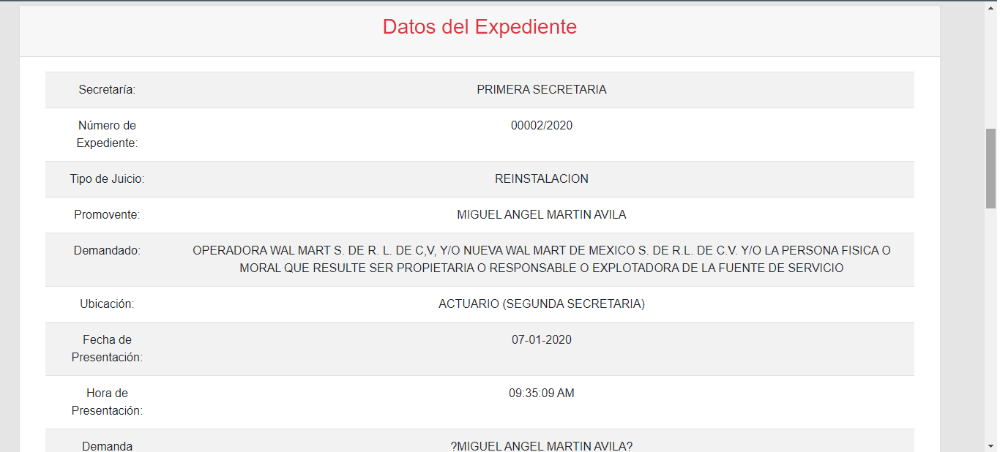 Datos del Expediente
Secretaría: PRIMERA SECRETARIA
Número de Expediente: 00002/2020
Tipo de Juicio: REINSTALACION
Promovente: MIGUEL ANGEL MARTIN AVILA
Demandado: OPERADORA WAL MART S. DE R. L. DE C,V, Y/O NUEVA WAL MART DE MEXICO S. DE R.L. DE C.V. Y/O LA PERSONA FISICA O
MORAL QUE RESULTE SER PROPIETARIA O RESPONSABLE O EXPLOTADORA DE LA FUENTE DE SERVICIO
Ubicación: ACTUARIO (SEGUNDA SECRETARIA)
Fecha de Presentación: 07-01-2020
Hora de Presentación: 09:35:09 AM
Demanda ?MIGUEL ANGEL MARTIN AVILA?